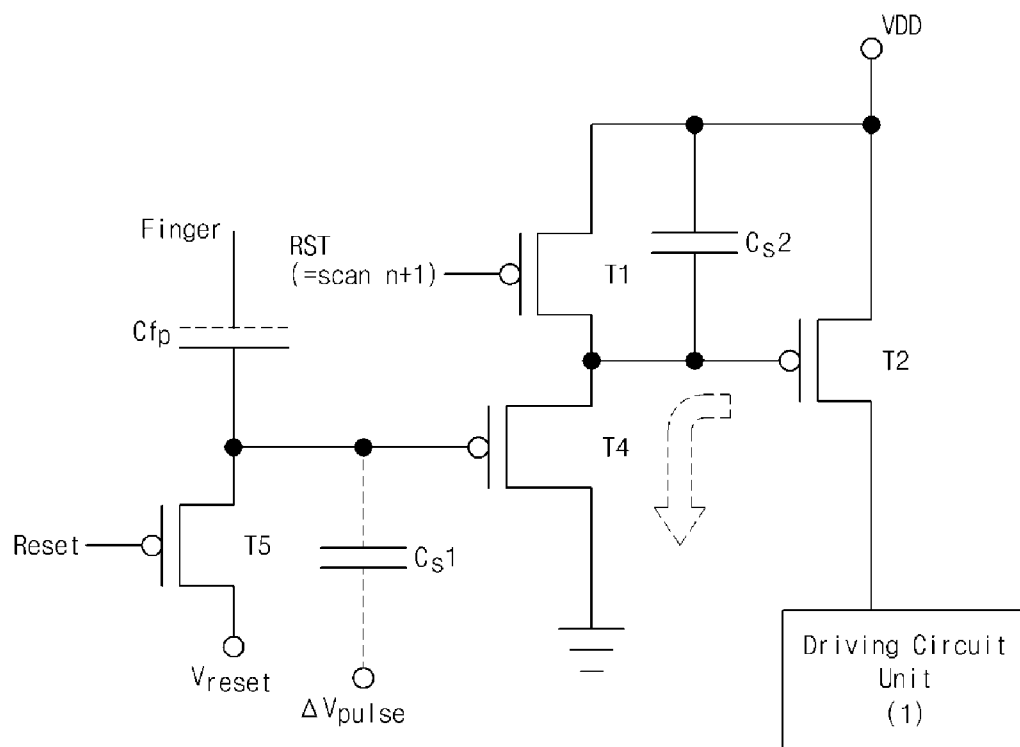 VDD
Finger
RST
(=scan n+1)
Cs2
T1
Cfp
T2
T4
Reset
T5
Cs1
Vreset
ΔVpulse
Driving Circuit
Unit
(1)